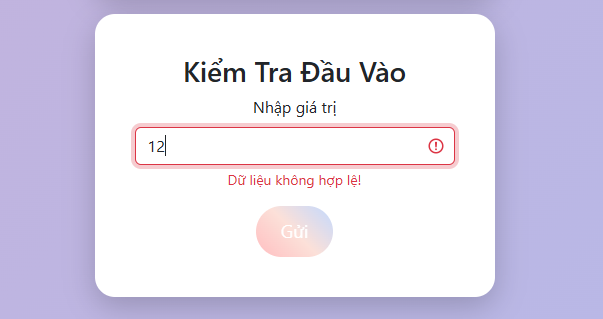 Kiểm Tra Đầu Vào
Nhập giá trị
12
Dữ liệu không hợp lệ!
Gửi